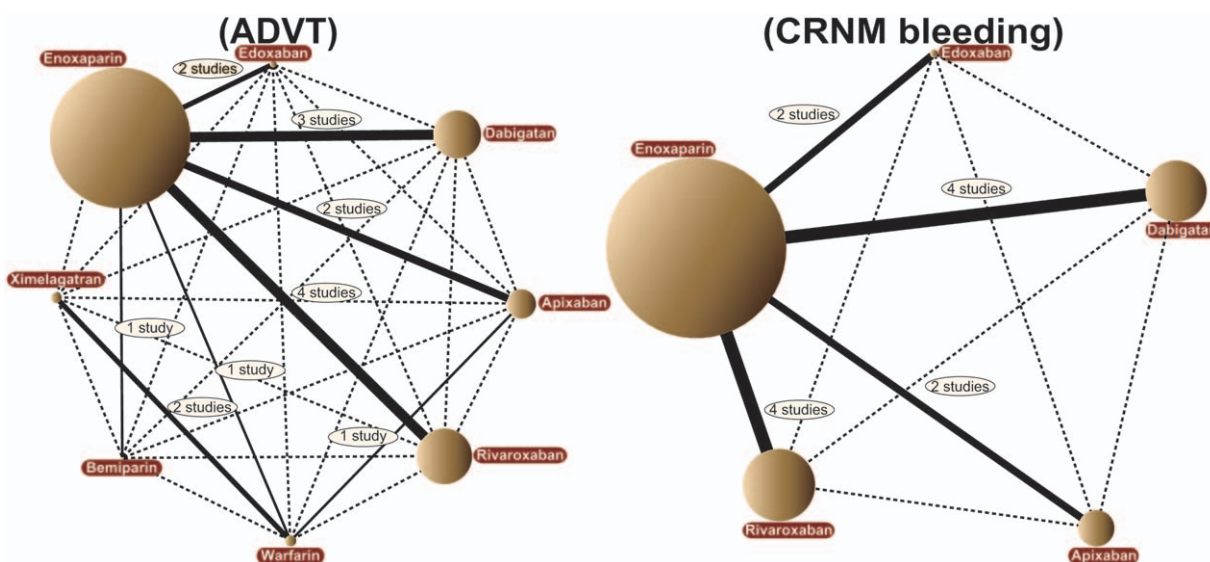 (ADVT)
Enoxaparin
Edoxaban
2 studies
3 studies
Dabigatan
2 studies
Ximelagatran
4 studies
Apixaban
1 study
1 study
2 studies
1 study
Bemiparin
Rivaroxaban
Warfarin
(CRNM bleeding)
Edoxaban
2 studies
Enoxaparin
4 studies
Dabigatan
2 studies
4 studies
Rivaroxaban
Apixaban